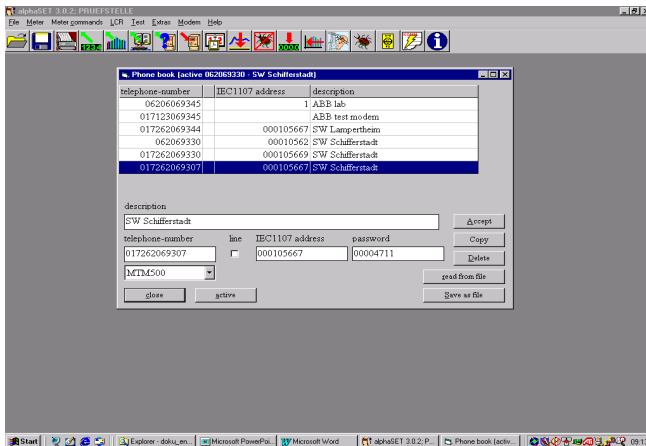 alphaSET 3.0.2; PRUEFSTELLE
File Meter Meter commands LCR Test Extras Modem Help
Phone book (active 062069330 - SW Schifferstadt)
telephone-number IEC1107 address description
06206069345 1 ABB lab
017123069345 ABB test modem
017262069344 000105667 SW Lampertheim
062069330 00010562 SW Schifferstadt
017262069330 000105669 SW Schifferstadt
017262069307 000105667 SW Schifferstadt
description
SW Schifferstadt
Accept
telephone-number line IEC1107 address password
Copy
017262069307 000105667 00004711
Delete
MTM500
read from file
close active Save as file
Start Explorer - doku_en... Microsoft PowerPoi... Microsoft Word alphaSET 3.0.2; P... Phone book (activ... 09:13